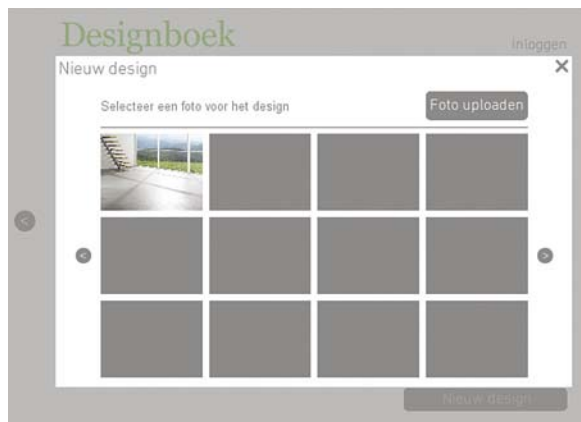 Designboek
Inloggen
Nieuw design
×
Selecteer een foto voor het design
Foto uploaden
<
<
>
Nieuw design